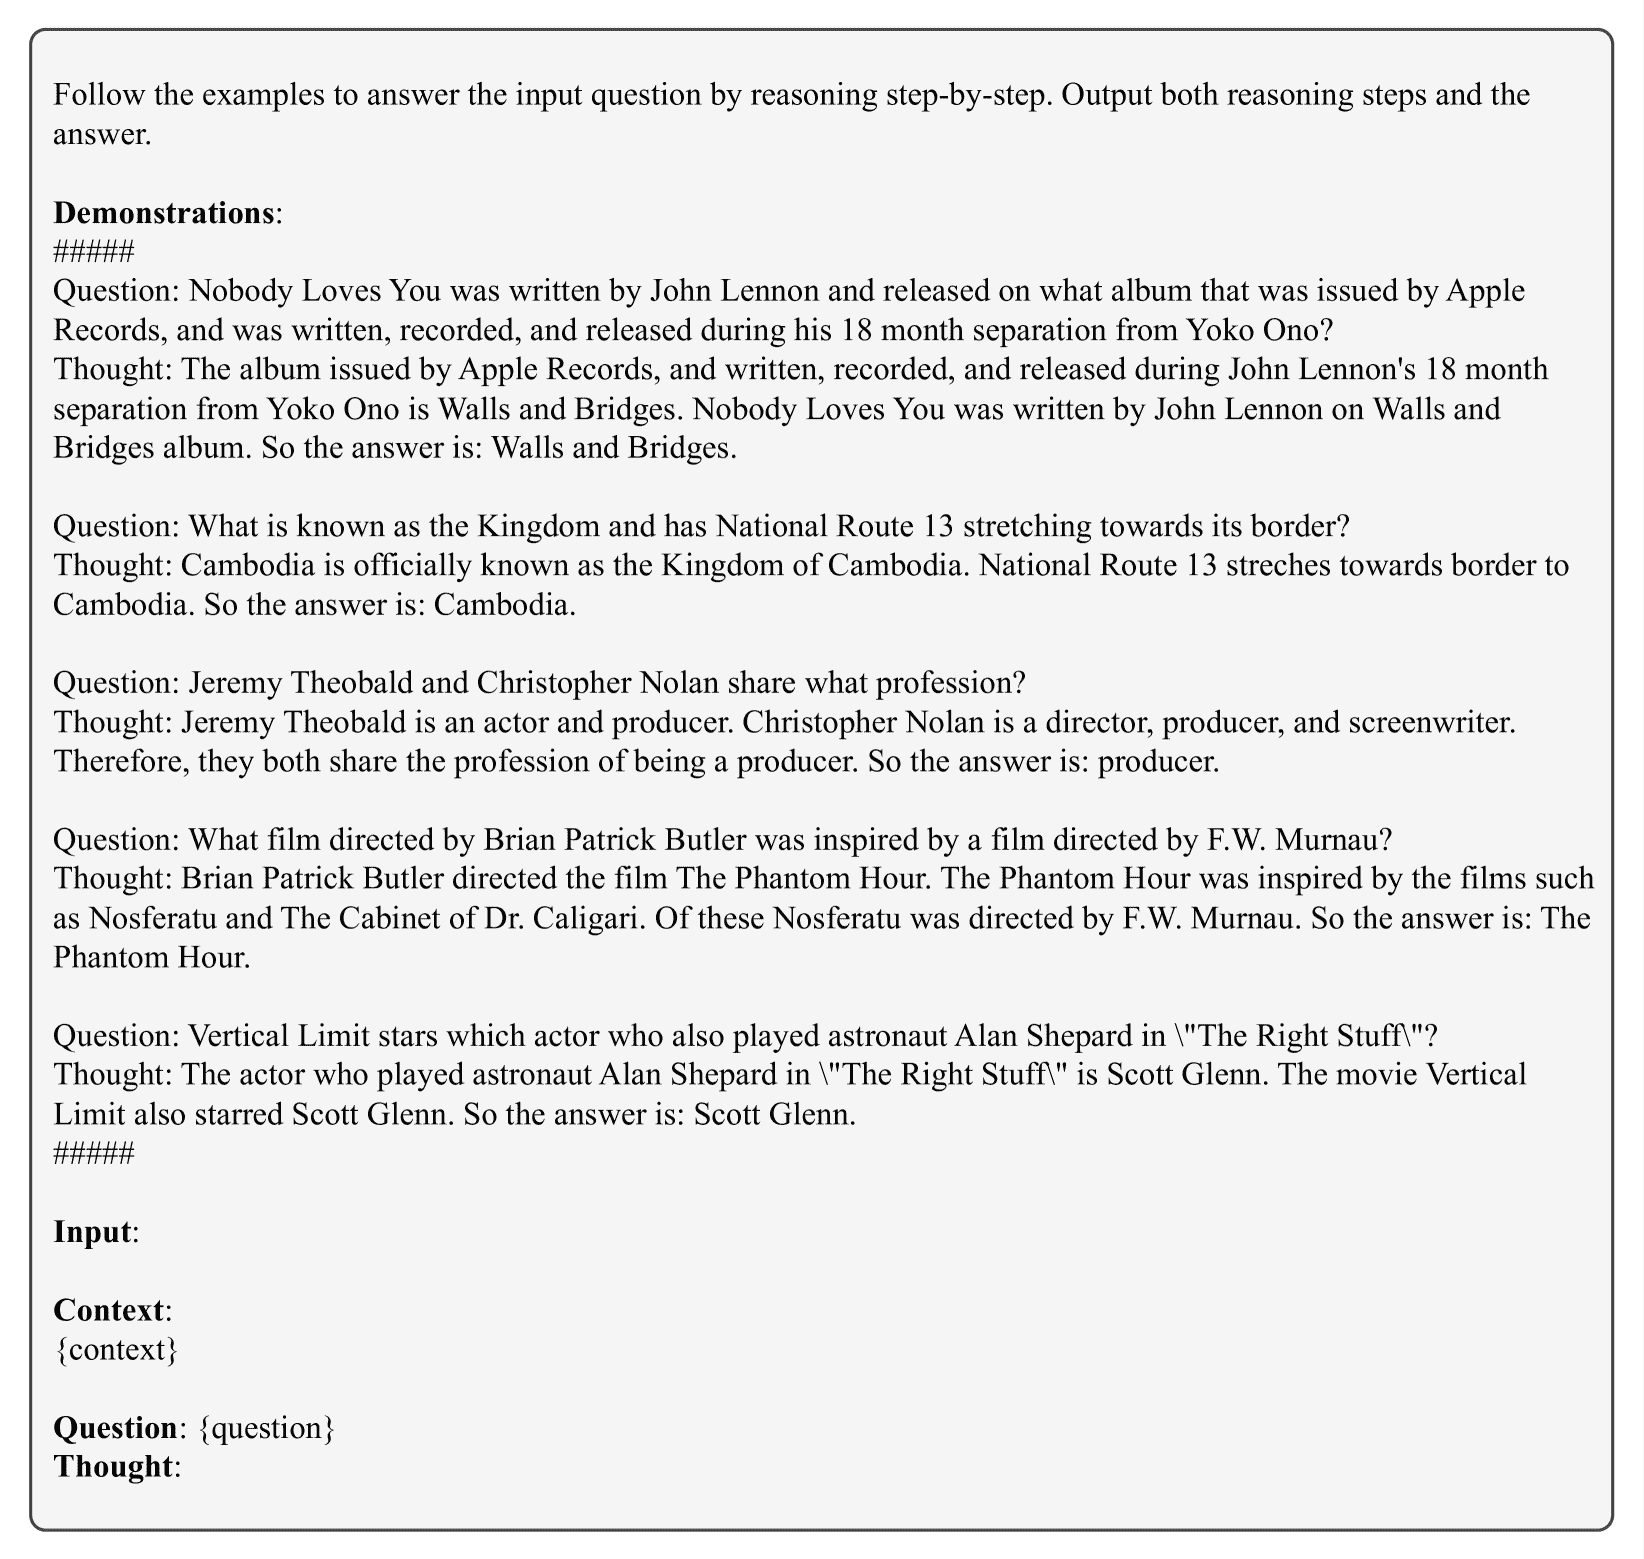 Follow the examples to answer the input question by reasoning step-by-step. Output both reasoning steps and the
answer.
Demonstrations:
#####
Question: Nobody Loves You was written by John Lennon and released on what album that was issued by Apple
Records, and was written, recorded, and released during his 18 month separation from Yoko Ono?
Thought: The album issued by Apple Records, and written, recorded, and released during John Lennon's 18 month
separation from Yoko Ono is Walls and Bridges. Nobody Loves You was written by John Lennon on Walls and
Bridges album. So the answer is: Walls and Bridges.
Question: What is known as the Kingdom and has National Route 13 stretching towards its border?
Thought: Cambodia is officially known as the Kingdom of Cambodia. National Route 13 streches towards border to
Cambodia. So the answer is: Cambodia.
Question: Jeremy Theobald and Christopher Nolan share what profession?
Thought: Jeremy Theobald is an actor and producer. Christopher Nolan is a director, producer, and screenwriter.
Therefore, they both share the profession of being a producer. So the answer is: producer.
Question: What film directed by Brian Patrick Butler was inspired by a film directed by F.W. Murnau?
Thought: Brian Patrick Butler directed the film The Phantom Hour. The Phantom Hour was inspired by the films such
as Nosferatu and The Cabinet of Dr. Caligari. Of these Nosferatu was directed by F.W. Murnau. So the answer is: The
Phantom Hour.
Question: Vertical Limit stars which actor who also played astronaut Alan Shepard in \"The Right Stuff\"?
Thought: The actor who played astronaut Alan Shepard in \"The Right Stuff\" is Scott Glenn. The movie Vertical
Limit also starred Scott Glenn. So the answer is: Scott Glenn.
#####
Input:
Context:
{context}
Question: {question}
Thought: